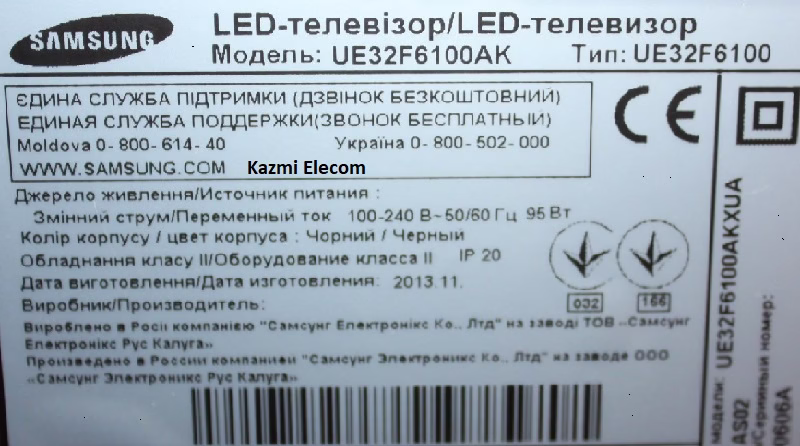 SAMSUNG
LED-телевізор/LED-телевизор
Модель: UE32F6100AK Тип: UE32F6100
ЄДИНА СЛУЖБА ПІДТРИМКИ (ДЗВІНОК БЕЗКОШТОВНИЙ)
ЕДИНАЯ СЛУЖБА ПОДДЕРЖКИ(ЗВОНОК БЕСПЛАТНЫЙ)
Moldova 0-800-614-40 Україна 0-800-502-000
WWW.SAMSUNG.COM Kazmi Elecom
CE
Джерело живлення/Источник питания :
Змінний струм/Переменный ток 100-240 В~50/60 Гц 95 Вт
Колір корпусу / цвет корпуса : Чорний / Черный
Обладнання класу II/Оборудование класса II IP 20
Дата виготовлення/Дата изготовления: 2013.11.
Виробник/Производитель:
032 166
Вироблено в Росії компанією "Самсунг Електронікс Ко., Лтд" на заводі ТОВ «Самсунг
Електронікс Рус Калуга»
Произведено в России компанией "Самсунг Электроникс Ко., Лтд" на заводе ООО
«Самсунг Электроникс Рус Калуга»
модели: UE32F6100AKXUA
AS02
Серийный номер:
0606A